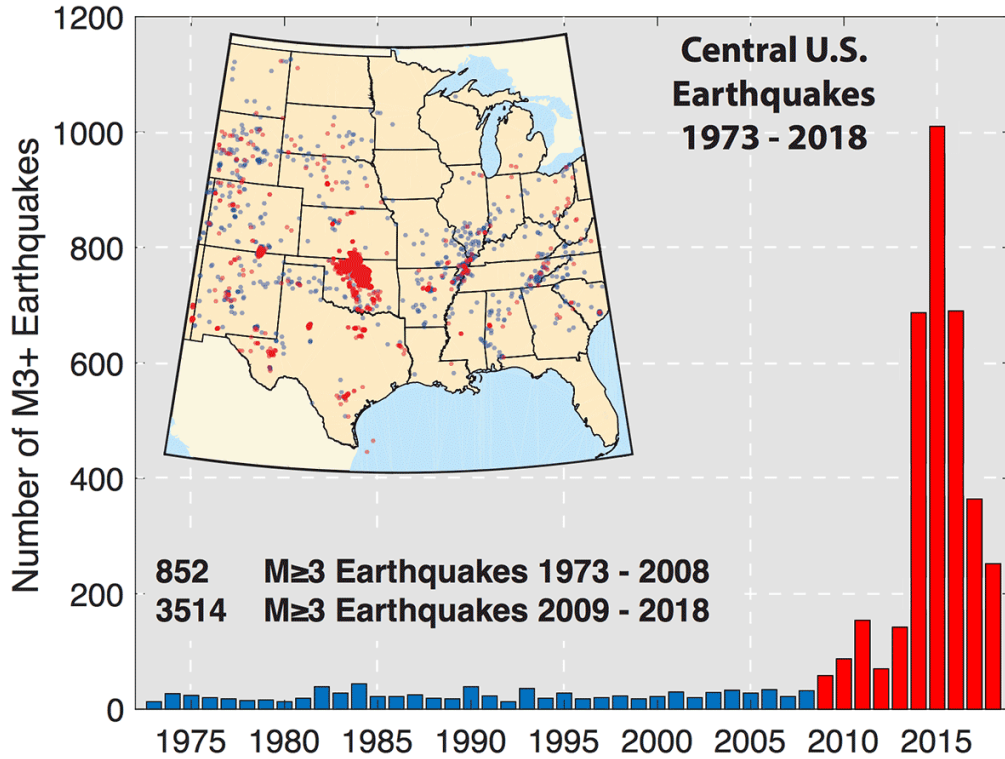 Central U.S.
Earthquakes
1973 - 2018
Number of M3+ Earthquakes
1200
1000
800
600
400
200
0
852 M≥3 Earthquakes 1973 - 2008
3514 M≥3 Earthquakes 2009 - 2018
1975 1980 1985 1990 1995 2000 2005 2010 2015